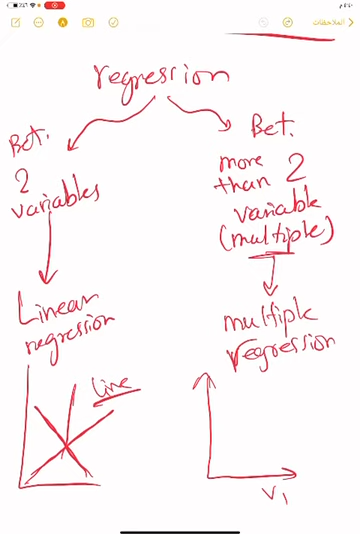 الملاحظات
regression
Bet.
2
variables
Linear
regression
line
Bet.
more
than 2
variable
(multiple)
multiple
regression
V1